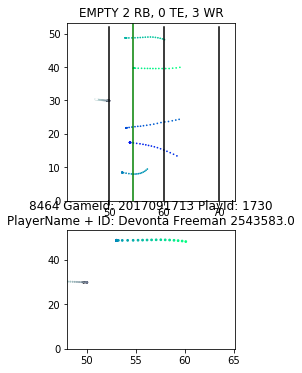 EMPTY 2 RB, 0 TE, 3 WR
50
40
30
20
10
0
50 60 70
8464 GameId: 2017091713 PlayId: 1730
PlayerName + ID: Devonta Freeman 2543583.0
40
20
0
50 55 60 65